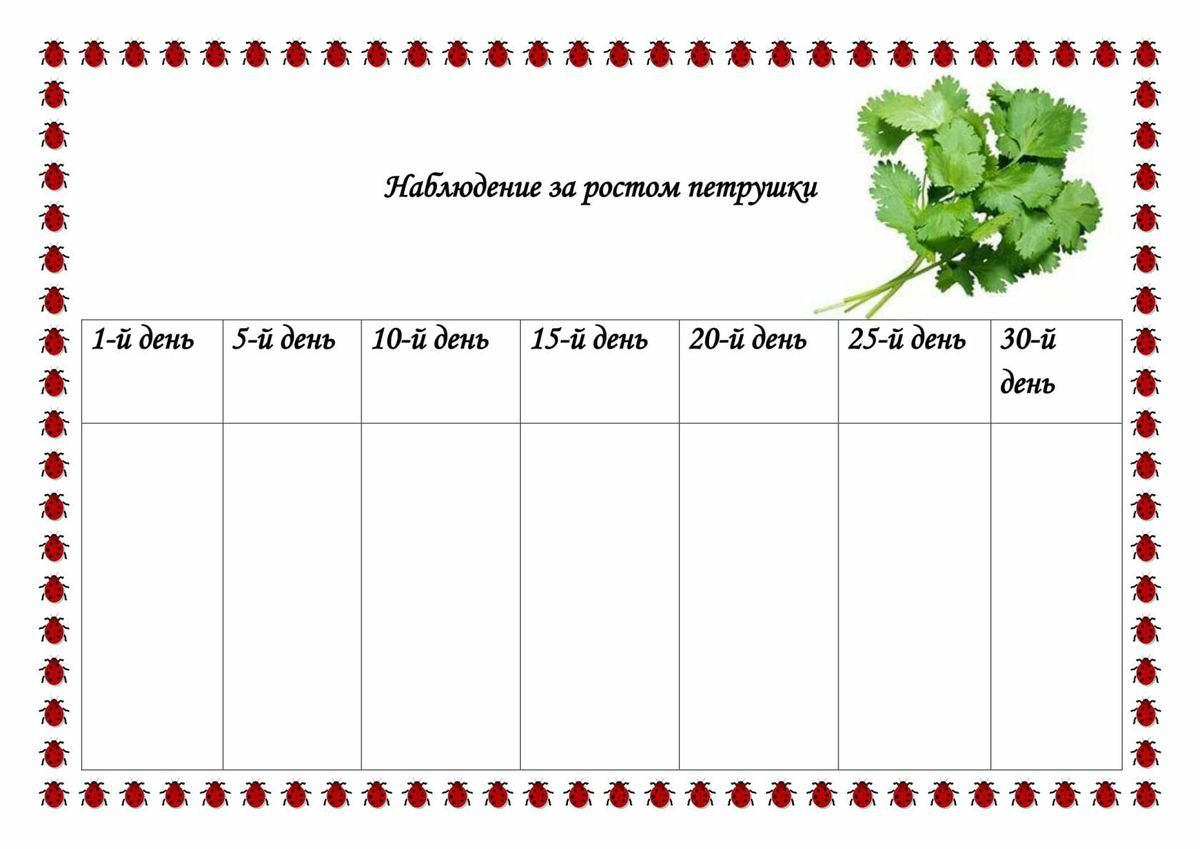 Наблюдение за ростом петрушки
1-й день 5-й день 10-й день 15-й день 20-й день 25-й день 30-й
день